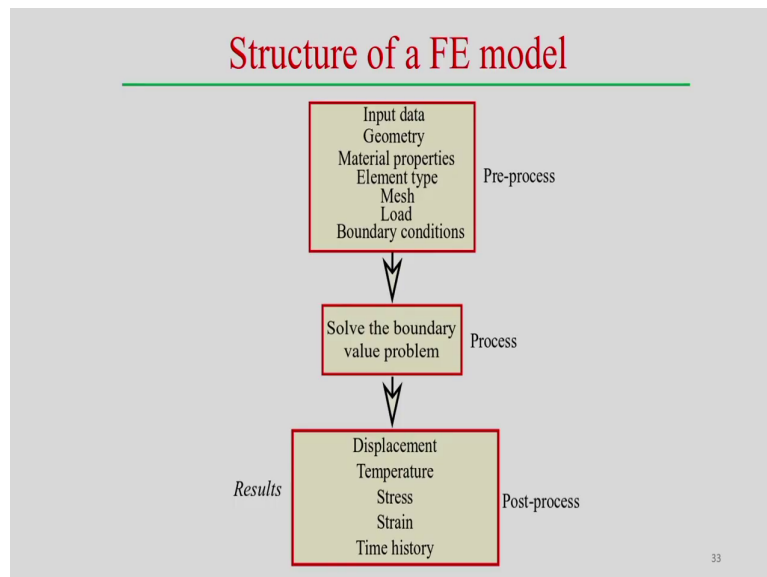 Structure of a FE model
Input data
Geometry
Material properties
Element type
Mesh
Load
Boundary conditions
Pre-process
Solve the boundary
value problem
Process
Results
Displacement
Temperature
Stress
Strain
Time history
Post-process
33